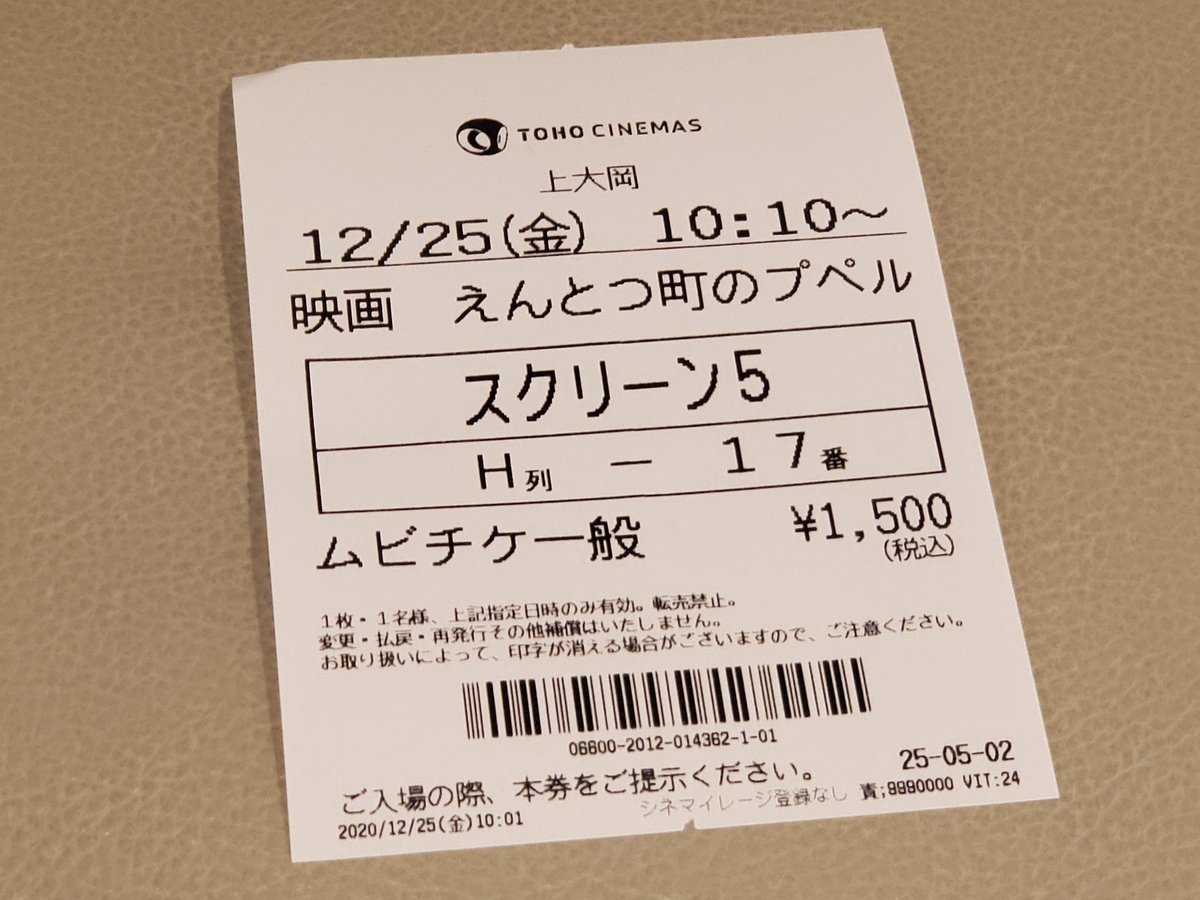 TOHO CINEMAS
上大岡
12/25(金) 10:10～
映画 えんとつ町のプペル
スクリーン5
H列 － 17番
ムビチケ一般 ¥1,500
(税込)
1枚・1名様、上記指定日時のみ有効。転売禁止。
変更・払戻・再発行その他補償はいたしません。
お取り扱いによって、印字が消える場合がございますので、ご注意ください。
06600-2012-014362-1-01
25-05-02
ご入場の際、本券をご提示ください。
シネマイレージ登録なし 責;9990000 VIT:24
2020/12/25(金)10:01